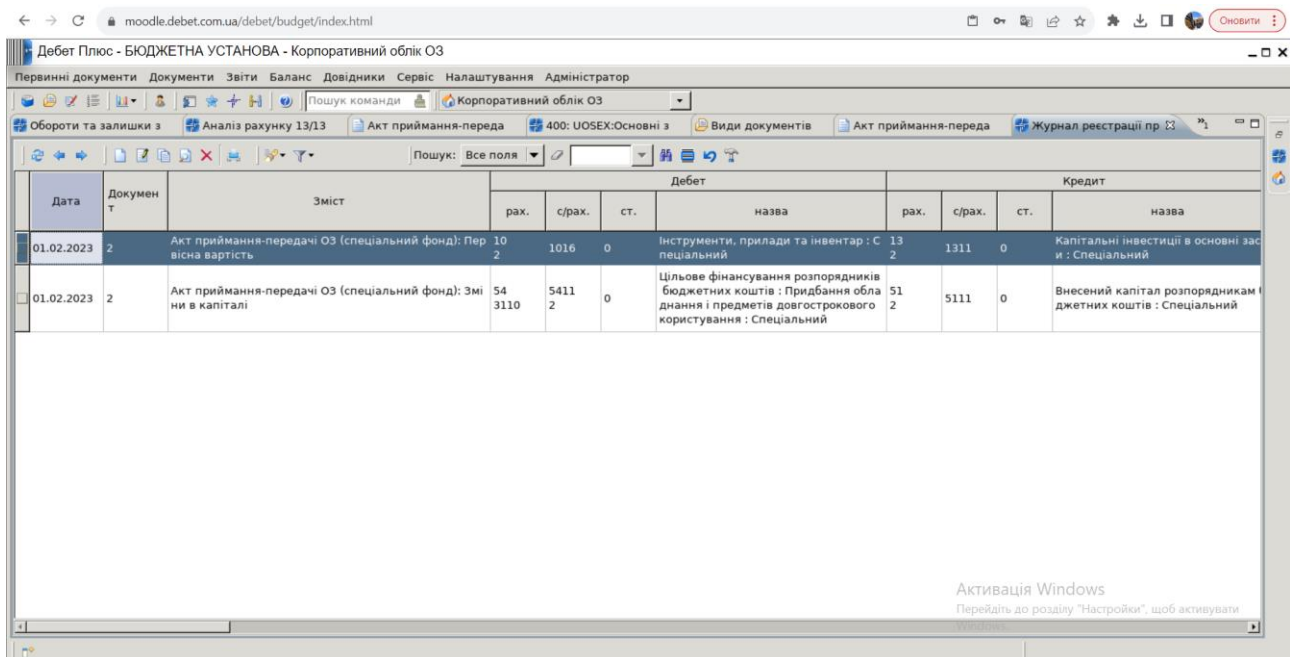 moodle.debet.com.ua/debet/budget/index.html
Оновити
Дебет Плюс - БЮДЖЕТНА УСТАНОВА - Корпоративний облік ОЗ
Первинні документи Документи Звіти Баланс Довідники Сервіс Налаштування Адміністратор
Пошук команди Корпоративний облік ОЗ
Обороти та залишки з Аналіз рахунку 13/13 Акт приймання-переда 400: UOSEX:Основні з Види документів Акт приймання-переда Журнал реєстрації пр
Пошук: Все поля
Дебет Кредит
Дата Докумен Зміст рах. с/рах. ст. назва рах. с/рах. ст. назва
т
01.02.2023 2 Акт приймання-передачі ОЗ (спеціальний фонд): Пер 10 1016 0 Інструменти, прилади та інвентар : С 13 1311 0 Капітальні інвестиції в основні зас
вісна вартість 2 пеціальний 2 и : Спеціальний
Цільове фінансування розпорядників
01.02.2023 2 Акт приймання-передачі ОЗ (спеціальний фонд): Змі 54 5411 0 бюджетних коштів : Придбання обла 51 5111 0 Внесений капітал розпорядникам
ни в капіталі 3110 2 днання і предметів довгострокового 2 джетних коштів : Спеціальний
користування : Спеціальний
Активація Windows
Перейдіть до розділу "Настройки", щоб активувати
Windows.